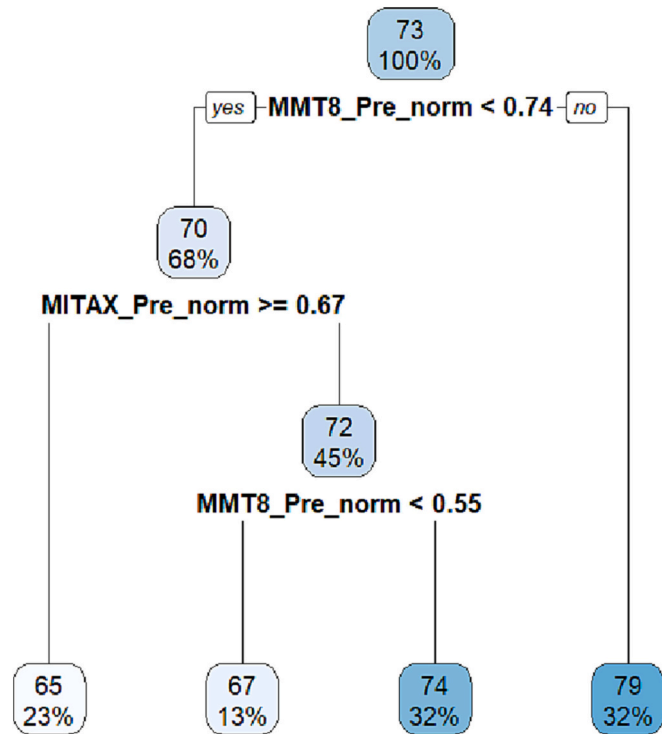 73
100%
yes MMT8_Pre_norm < 0.74 no
70
68%
MITAX_Pre_norm >= 0.67
72
45%
MMT8_Pre_norm < 0.55
65 67 74 79
23% 13% 32% 32%